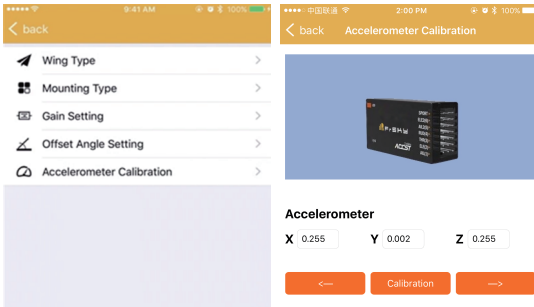 9:41 AM 100%
back
Wing Type
Mounting Type
Gain Setting
Offset Angle Setting
Accelerometer Calibration
中国联通 2:00 PM 100%
back Accelerometer Calibration
FrSKY
ACCST
Accelerometer
X 0.255 Y 0.002 Z 0.255
<— Calibration —>